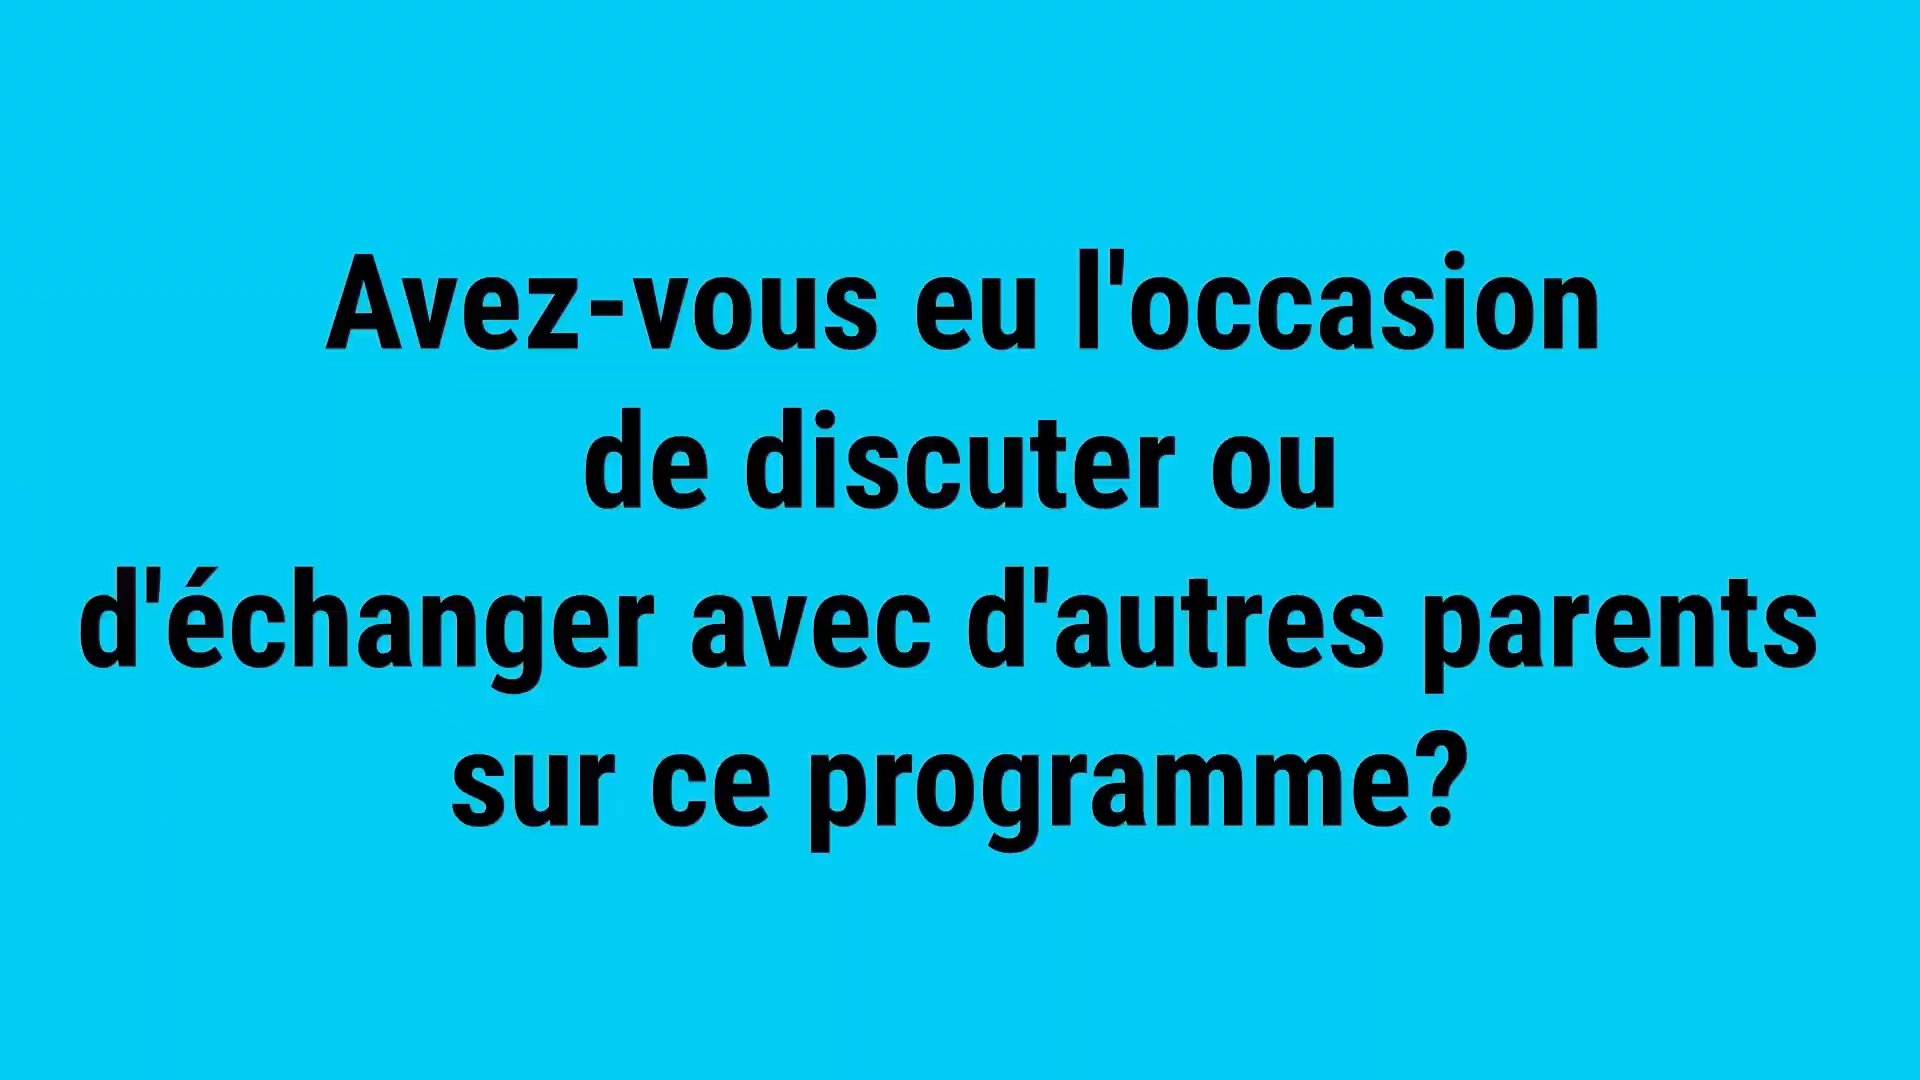 Avez-vous eu l'occasion
de discuter ou
d'échanger avec d'autres parents
sur ce programme?